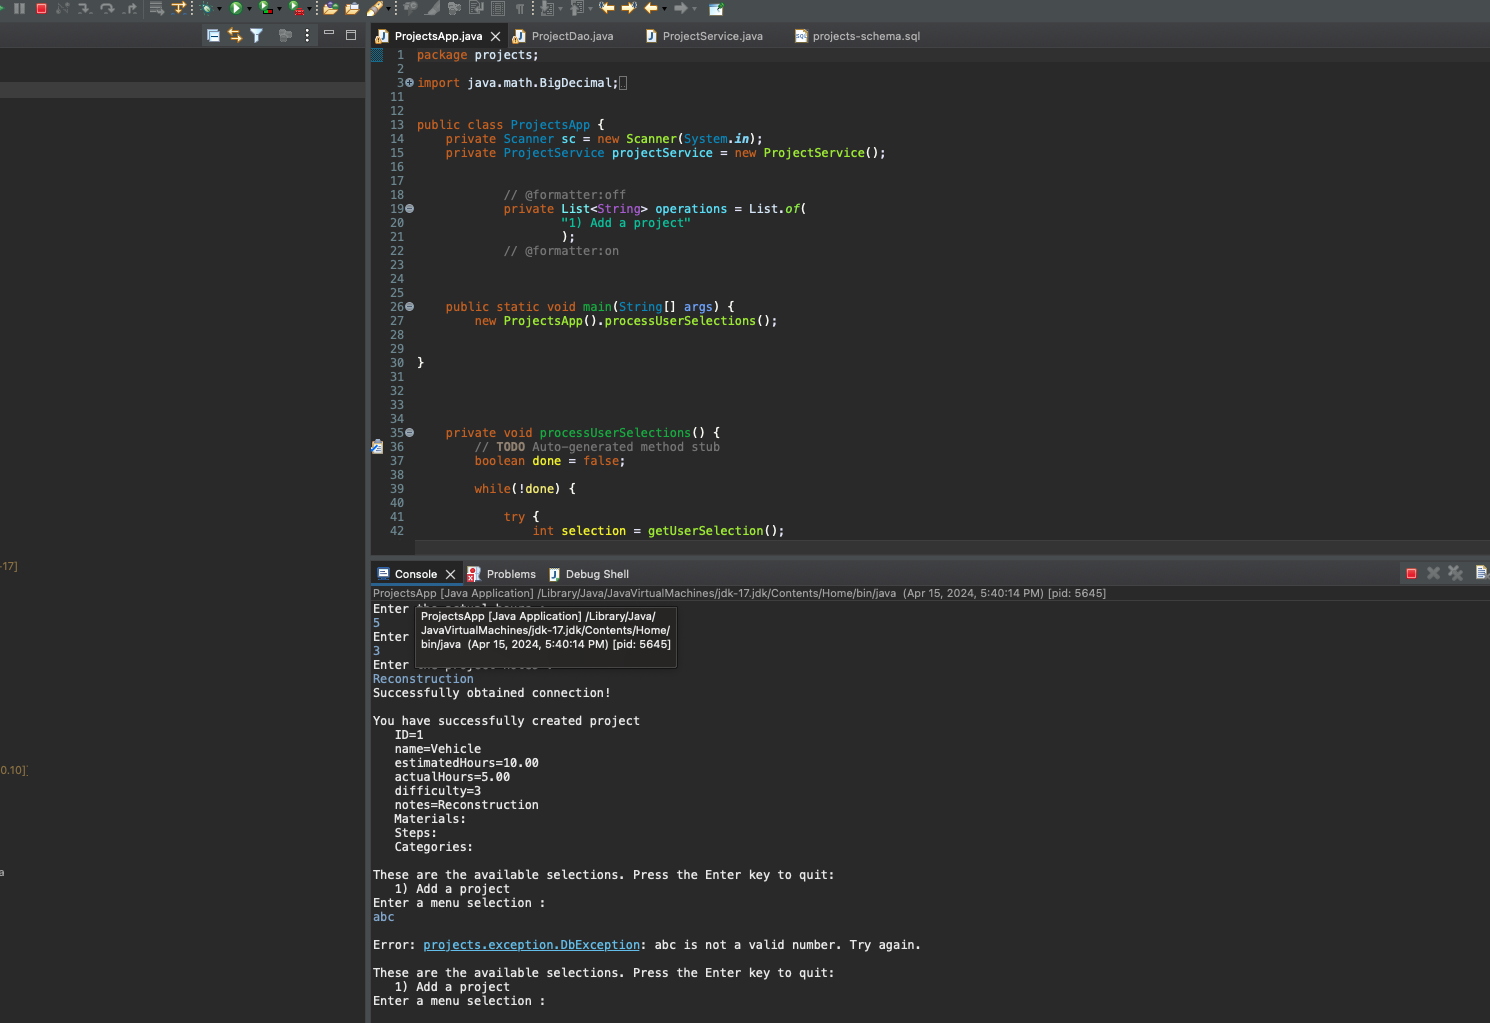 ProjectsApp.java
ProjectDao.java
ProjectService.java
projects-schema.sql
1 package projects;
2
3 import java.math.BigDecimal;
11
12
13 public class ProjectsApp {
14 private Scanner sc = new Scanner(System.in);
15 private ProjectService projectService = new ProjectService();
16
17
18 // @formatter:off
19 private List<String> operations = List.of(
20 "1) Add a project"
21 );
22 // @formatter:on
23
24
25
26 public static void main(String[] args) {
27 new ProjectsApp().processUserSelections();
28
29
30 }
31
32
33
34
35 private void processUserSelections() {
36 // TODO Auto-generated method stub
37 boolean done = false;
38
39 while(!done) {
40
41 try {
42 int selection = getUserSelection();
-17]
0.10]
a
Console
Problems
Debug Shell
ProjectsApp [Java Application] /Library/Java/JavaVirtualMachines/jdk-17.jdk/Contents/Home/bin/java (Apr 15, 2024, 5:40:14 PM) [pid: 5645]
Enter the actual hours :
ProjectsApp [Java Application] /Library/Java/
JavaVirtualMachines/jdk-17.jdk/Contents/Home/
bin/java (Apr 15, 2024, 5:40:14 PM) [pid: 5645]
5
Enter
3
Enter the project notes :
Reconstruction
Successfully obtained connection!
You have successfully created project
ID=1
name=Vehicle
estimatedHours=10.00
actualHours=5.00
difficulty=3
notes=Reconstruction
Materials:
Steps:
Categories:
These are the available selections. Press the Enter key to quit:
1) Add a project
Enter a menu selection :
abc
Error: projects.exception.DbException: abc is not a valid number. Try again.
These are the available selections. Press the Enter key to quit:
1) Add a project
Enter a menu selection :